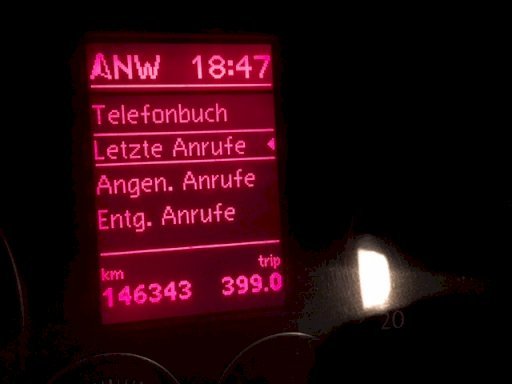 ANW 18:47
Telefonbuch
Letzte Anrufe
Angen. Anrufe
Entg. Anrufe
km trip
146343 399.0
20